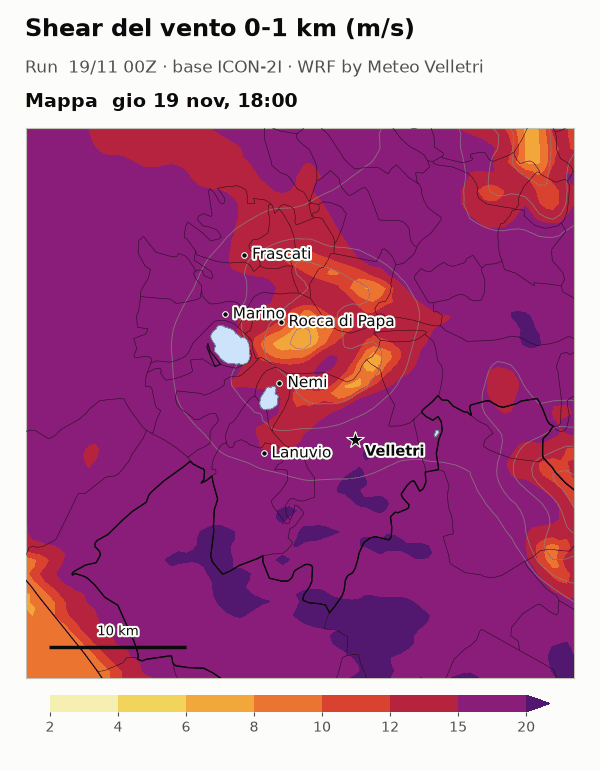 Shear del vento 0-1 km (m/s)
Run 19/11 00Z · base ICON-2I · WRF by Meteo Velletri
Mappa gio 19 nov, 18:00
Frascati
Marino
Rocca di Papa
Nemi
Velletri
Lanuvio
10 km
2 4 6 8 10 12 15 20